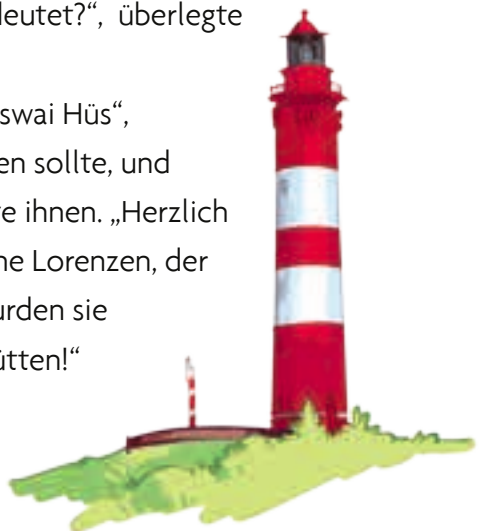 deutet?“, überlegte
swai Hüs“,
en sollte, und
e ihnen. „Herzlich
ne Lorenzen, der
urden sie
ütten!“